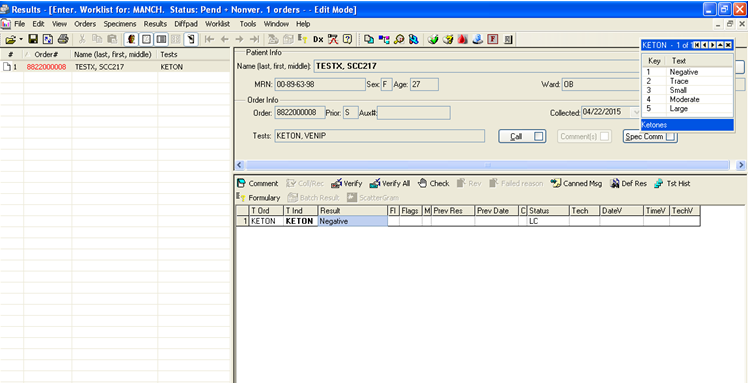 Results - [Enter. Worklist for: MANCH. Status: Pend + Nonver. 1 orders - - Edit Mode]
File Edit View Orders Specimens Results Diffpad Worklist Tools Window Help
Dx
# / Order# Name (last, first, middle) Tests
1 8822000008 TESTX, SCC217 KETON
Patient Info
Name (last, first, middle): TESTX, SCC217
MRN: 00-89-63-98 Sex: F Age: 27 Ward: OB
Order Info
Order: 8822000008 Prior: S Aux#: Collected: 04/22/2015
Tests: KETON, VENIP Call Comment(s) Spec Comm
KETON - 1 of
Key Text
1 Negative
2 Trace
3 Small
4 Moderate
5 Large
Ketones
Comment Col/Rec Verify Verify All Check Rev Failed reason Canned Msg Def Res Tst Hist
Formulary Batch Result ScatterGram
T Ord T Ind Result Fl Flags M Prev Res Prev Date C Status Tech DateV TimeV TechV
1 KETON KETON Negative LC